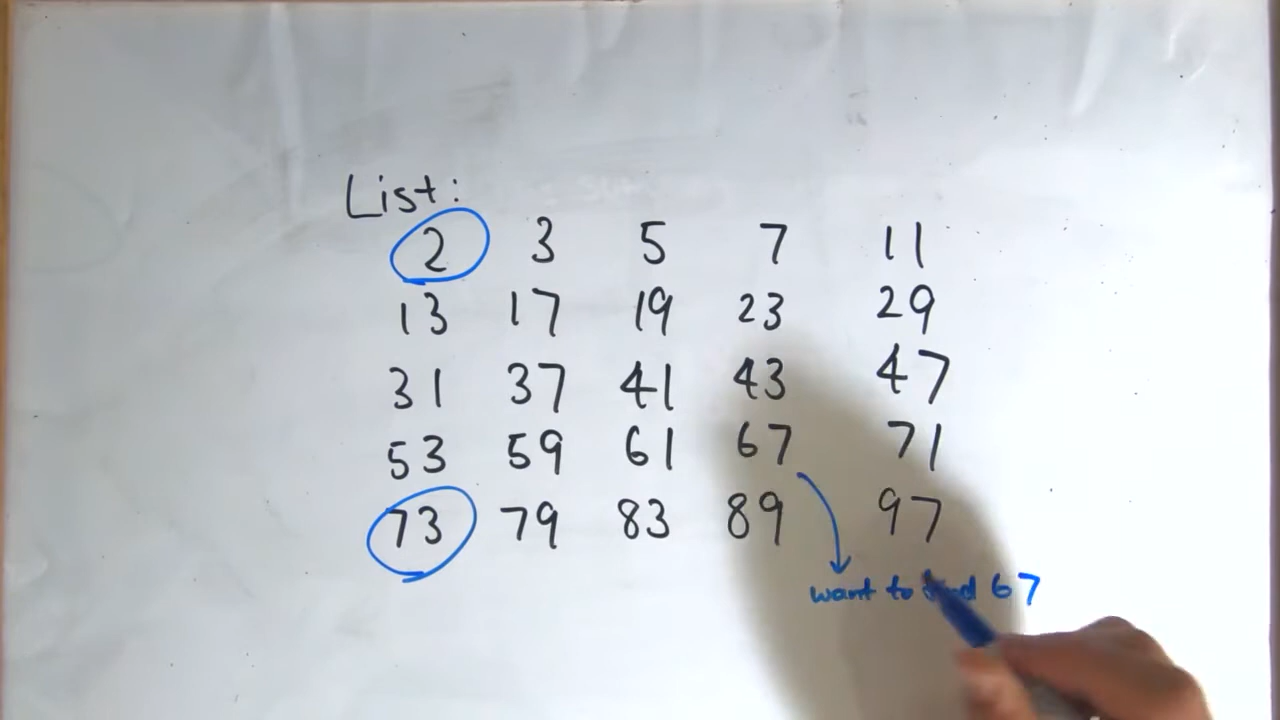 List:
2 3 5 7 11
13 17 19 23 29
31 37 41 43 47
53 59 61 67 71
73 79 83 89 97
want to find 67